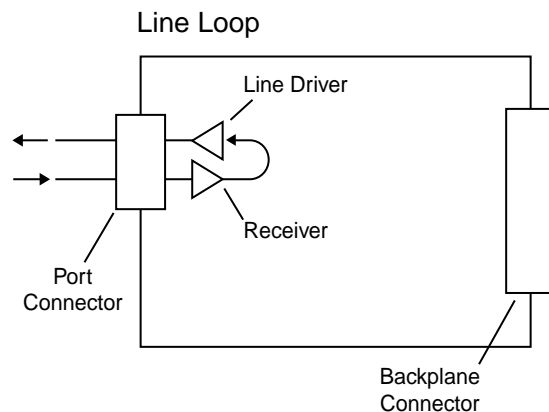 Line Loop
Line Driver
Receiver
Port
Connector
Backplane
Connector